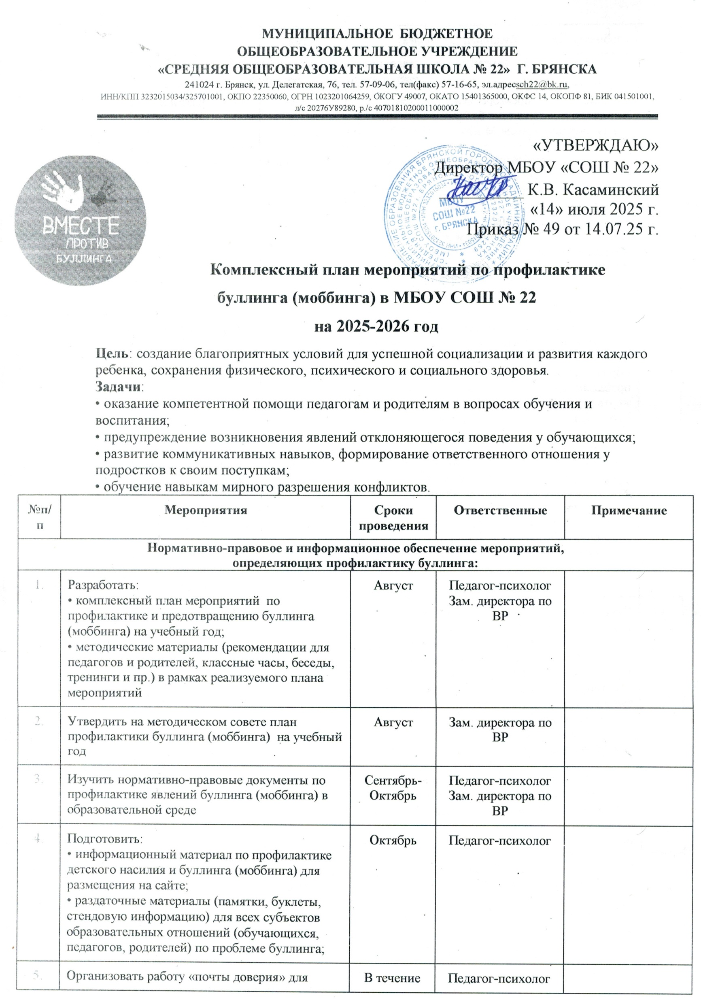 МУНИЦИПАЛЬНОЕ БЮДЖЕТНОЕ
ОБЩЕОБРАЗОВАТЕЛЬНОЕ УЧРЕЖДЕНИЕ
«СРЕДНЯЯ ОБЩЕОБРАЗОВАТЕЛЬНАЯ ШКОЛА № 22» Г. БРЯНСКА
241024 г. Брянск, ул. Делегатская, 76, тел. 57-09-06, тел(факс) 57-16-65, эл.адресsch22@bk.ru,
ИНН/КПП 3232015034/325701001, ОКПО 22350060, ОГРН 1023201064259, ОКОГУ 49007, ОКАТО 15401365000, ОКФС 14, ОКОПФ 81, БИК 041501001,
л/с 20276У89280, р./с 40701810200011000002
«УТВЕРЖДАЮ»
Директор МБОУ «СОШ № 22»
К.В. Касаминский
«14» июля 2025 г.
Приказ № 49 от 14.07.25 г.
МБОУ
СОШ №22
г. БРЯНСКА
ВМЕСТЕ
ПРОТИВ
БУЛЛИНГА
Комплексный план мероприятий по профилактике
буллинга (моббинга) в МБОУ СОШ № 22
на 2025-2026 год
Цель: создание благоприятных условий для успешной социализации и развития каждого
ребенка, сохранения физического, психического и социального здоровья.
Задачи:
• оказание компетентной помощи педагогам и родителям в вопросах обучения и
воспитания;
• предупреждение возникновения явлений отклоняющегося поведения у обучающихся;
• развитие коммуникативных навыков, формирование ответственного отношения у
подростков к своим поступкам;
• обучение навыкам мирного разрешения конфликтов.
№п/ Мероприятия Сроки Ответственные Примечание
п проведения
Нормативно-правовое и информационное обеспечение мероприятий,
определяющих профилактику буллинга:
1. Разработать: Август Педагог-психолог
• комплексный план мероприятий по Зам. директора по
профилактике и предотвращению буллинга ВР
(моббинга) на учебный год;
• методические материалы (рекомендации для
педагогов и родителей, классные часы, беседы,
тренинги и пр.) в рамках реализуемого плана
мероприятий
2. Утвердить на методическом совете план Август Зам. директора по
профилактики буллинга (моббинга) на учебный ВР
год
3. Изучить нормативно-правовые документы по Сентябрь- Педагог-психолог
профилактике явлений буллинга (моббинга) в Октябрь Зам. директора по
образовательной среде ВР
4. Подготовить: Октябрь Педагог-психолог
• информационный материал по профилактике
детского насилия и буллинга (моббинга) для
размещения на сайте;
• раздаточные материалы (памятки, буклеты,
стендовую информацию) для всех субъектов
образовательных отношений (обучающихся,
педагогов, родителей) по проблеме буллинга;
5. Организовать работу «почты доверия» для В течение Педагог-психолог